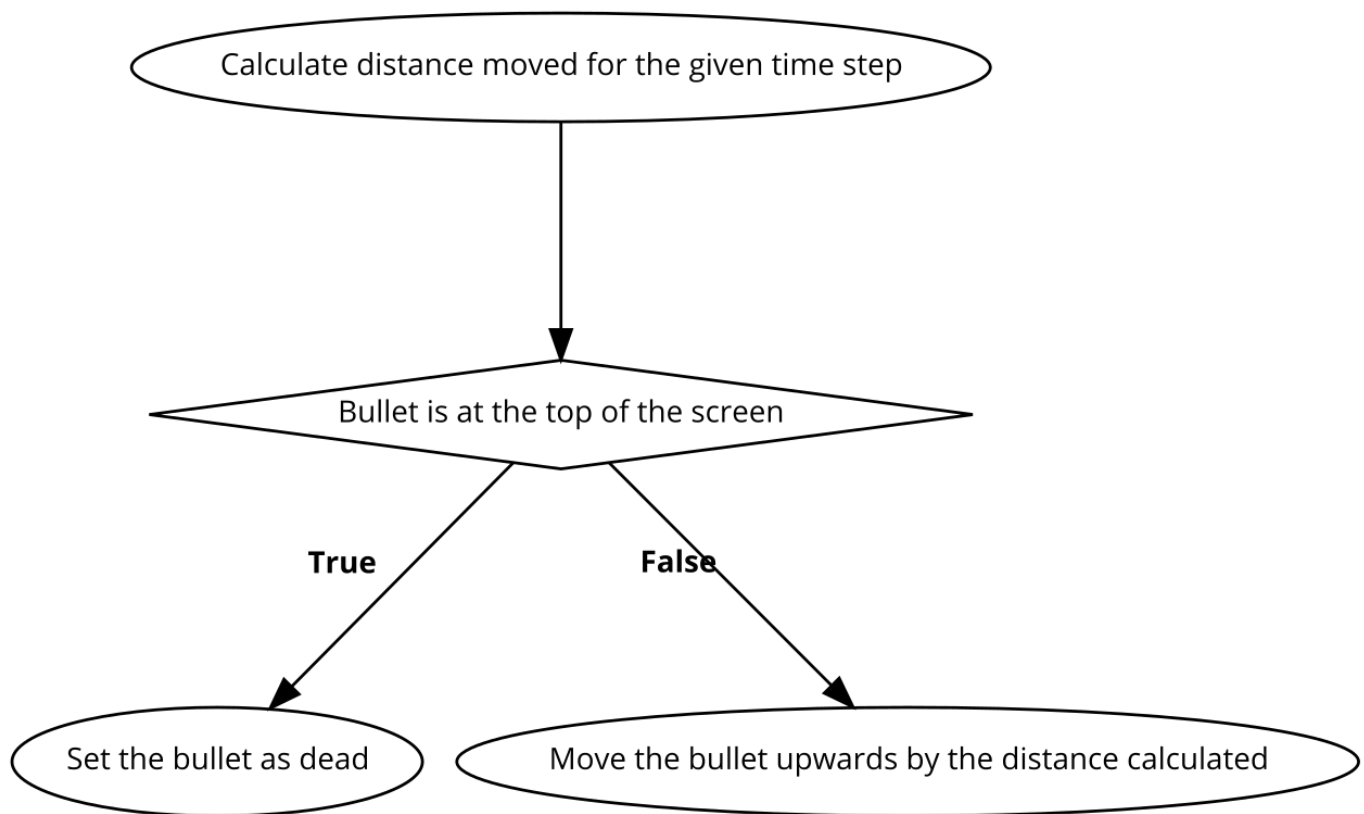 Calculate distance moved for the given time step
Bullet is at the top of the screen
True
False
Set the bullet as dead
Move the bullet upwards by the distance calculated